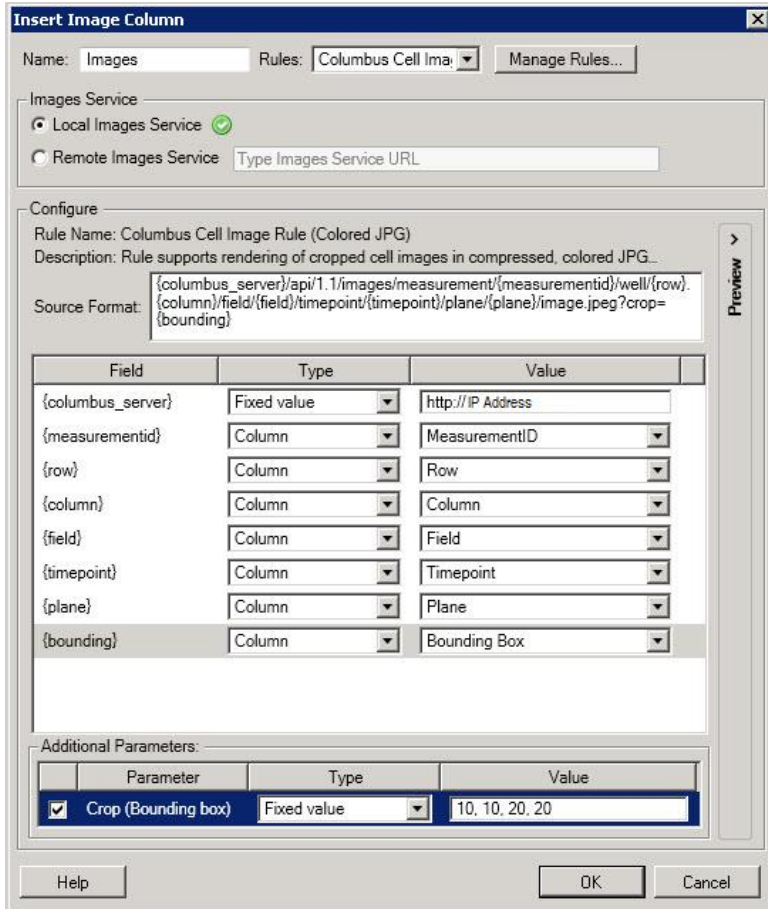 Insert Image Column
Name: Images Rules: Columbus Cell Ima Manage Rules...
Images Service
Local Images Service
Remote Images Service Type Images Service URL
Configure
Rule Name: Columbus Cell Image Rule (Colored JPG)
Description: Rule supports rendering of cropped cell images in compressed, colored JPG...
Source Format: {columbus_server}/api/1.1/images/measurement/{measurementid}/well/{row}.
{column}/field/{field}/timepoint/{timepoint}/plane/{plane}/image.jpeg?crop=
{bounding}
> Preview
Field Type Value
{columbus_server} Fixed value http:// IP Address
{measurementid} Column MeasurementID
{row} Column Row
{column} Column Column
{field} Column Field
{timepoint} Column Timepoint
{plane} Column Plane
{bounding} Column Bounding Box
Additional Parameters:
Parameter Type Value
Crop (Bounding box) Fixed value 10, 10, 20, 20
Help OK Cancel